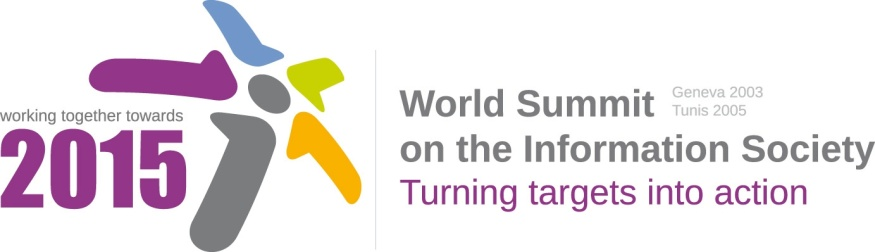 working together towards
2015
World Summit
Geneva 2003
Tunis 2005
on the Information Society
Turning targets into action